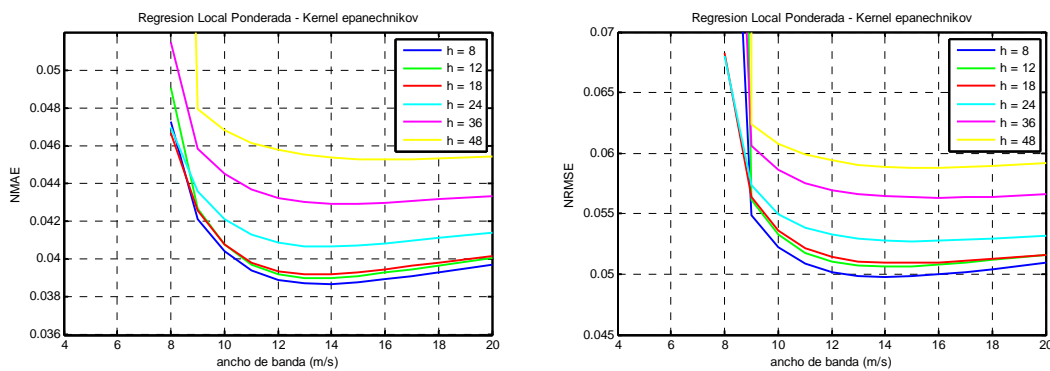 Regresion Local Ponderada - Kernel epanechnikov
0.05
0.048
0.046
0.044
0.042
0.04
0.038
0.036
NMAE
4 6 8 10 12 14 16 18 20
ancho de banda (m/s)
h = 8
h = 12
h = 18
h = 24
h = 36
h = 48
Regresion Local Ponderada - Kernel epanechnikov
0.07
0.065
0.06
0.055
0.05
0.045
NRMSE
4 6 8 10 12 14 16 18 20
ancho de banda (m/s)
h = 8
h = 12
h = 18
h = 24
h = 36
h = 48